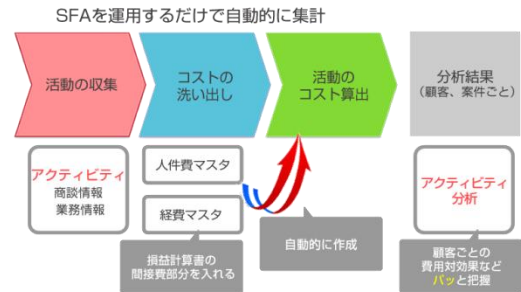 SFAを運用するだけで自動的に集計
活動の収集
コストの
洗い出し
活動の
コスト算出
分析結果
(顧客、案件ごと)
アクティビティ
商談情報
業務情報
人件費マスタ
経費マスタ
損益計算書の
間接費部分を入れる
自動的に作成
アクティビティ
分析
顧客ごとの
費用対効果など
パッと把握